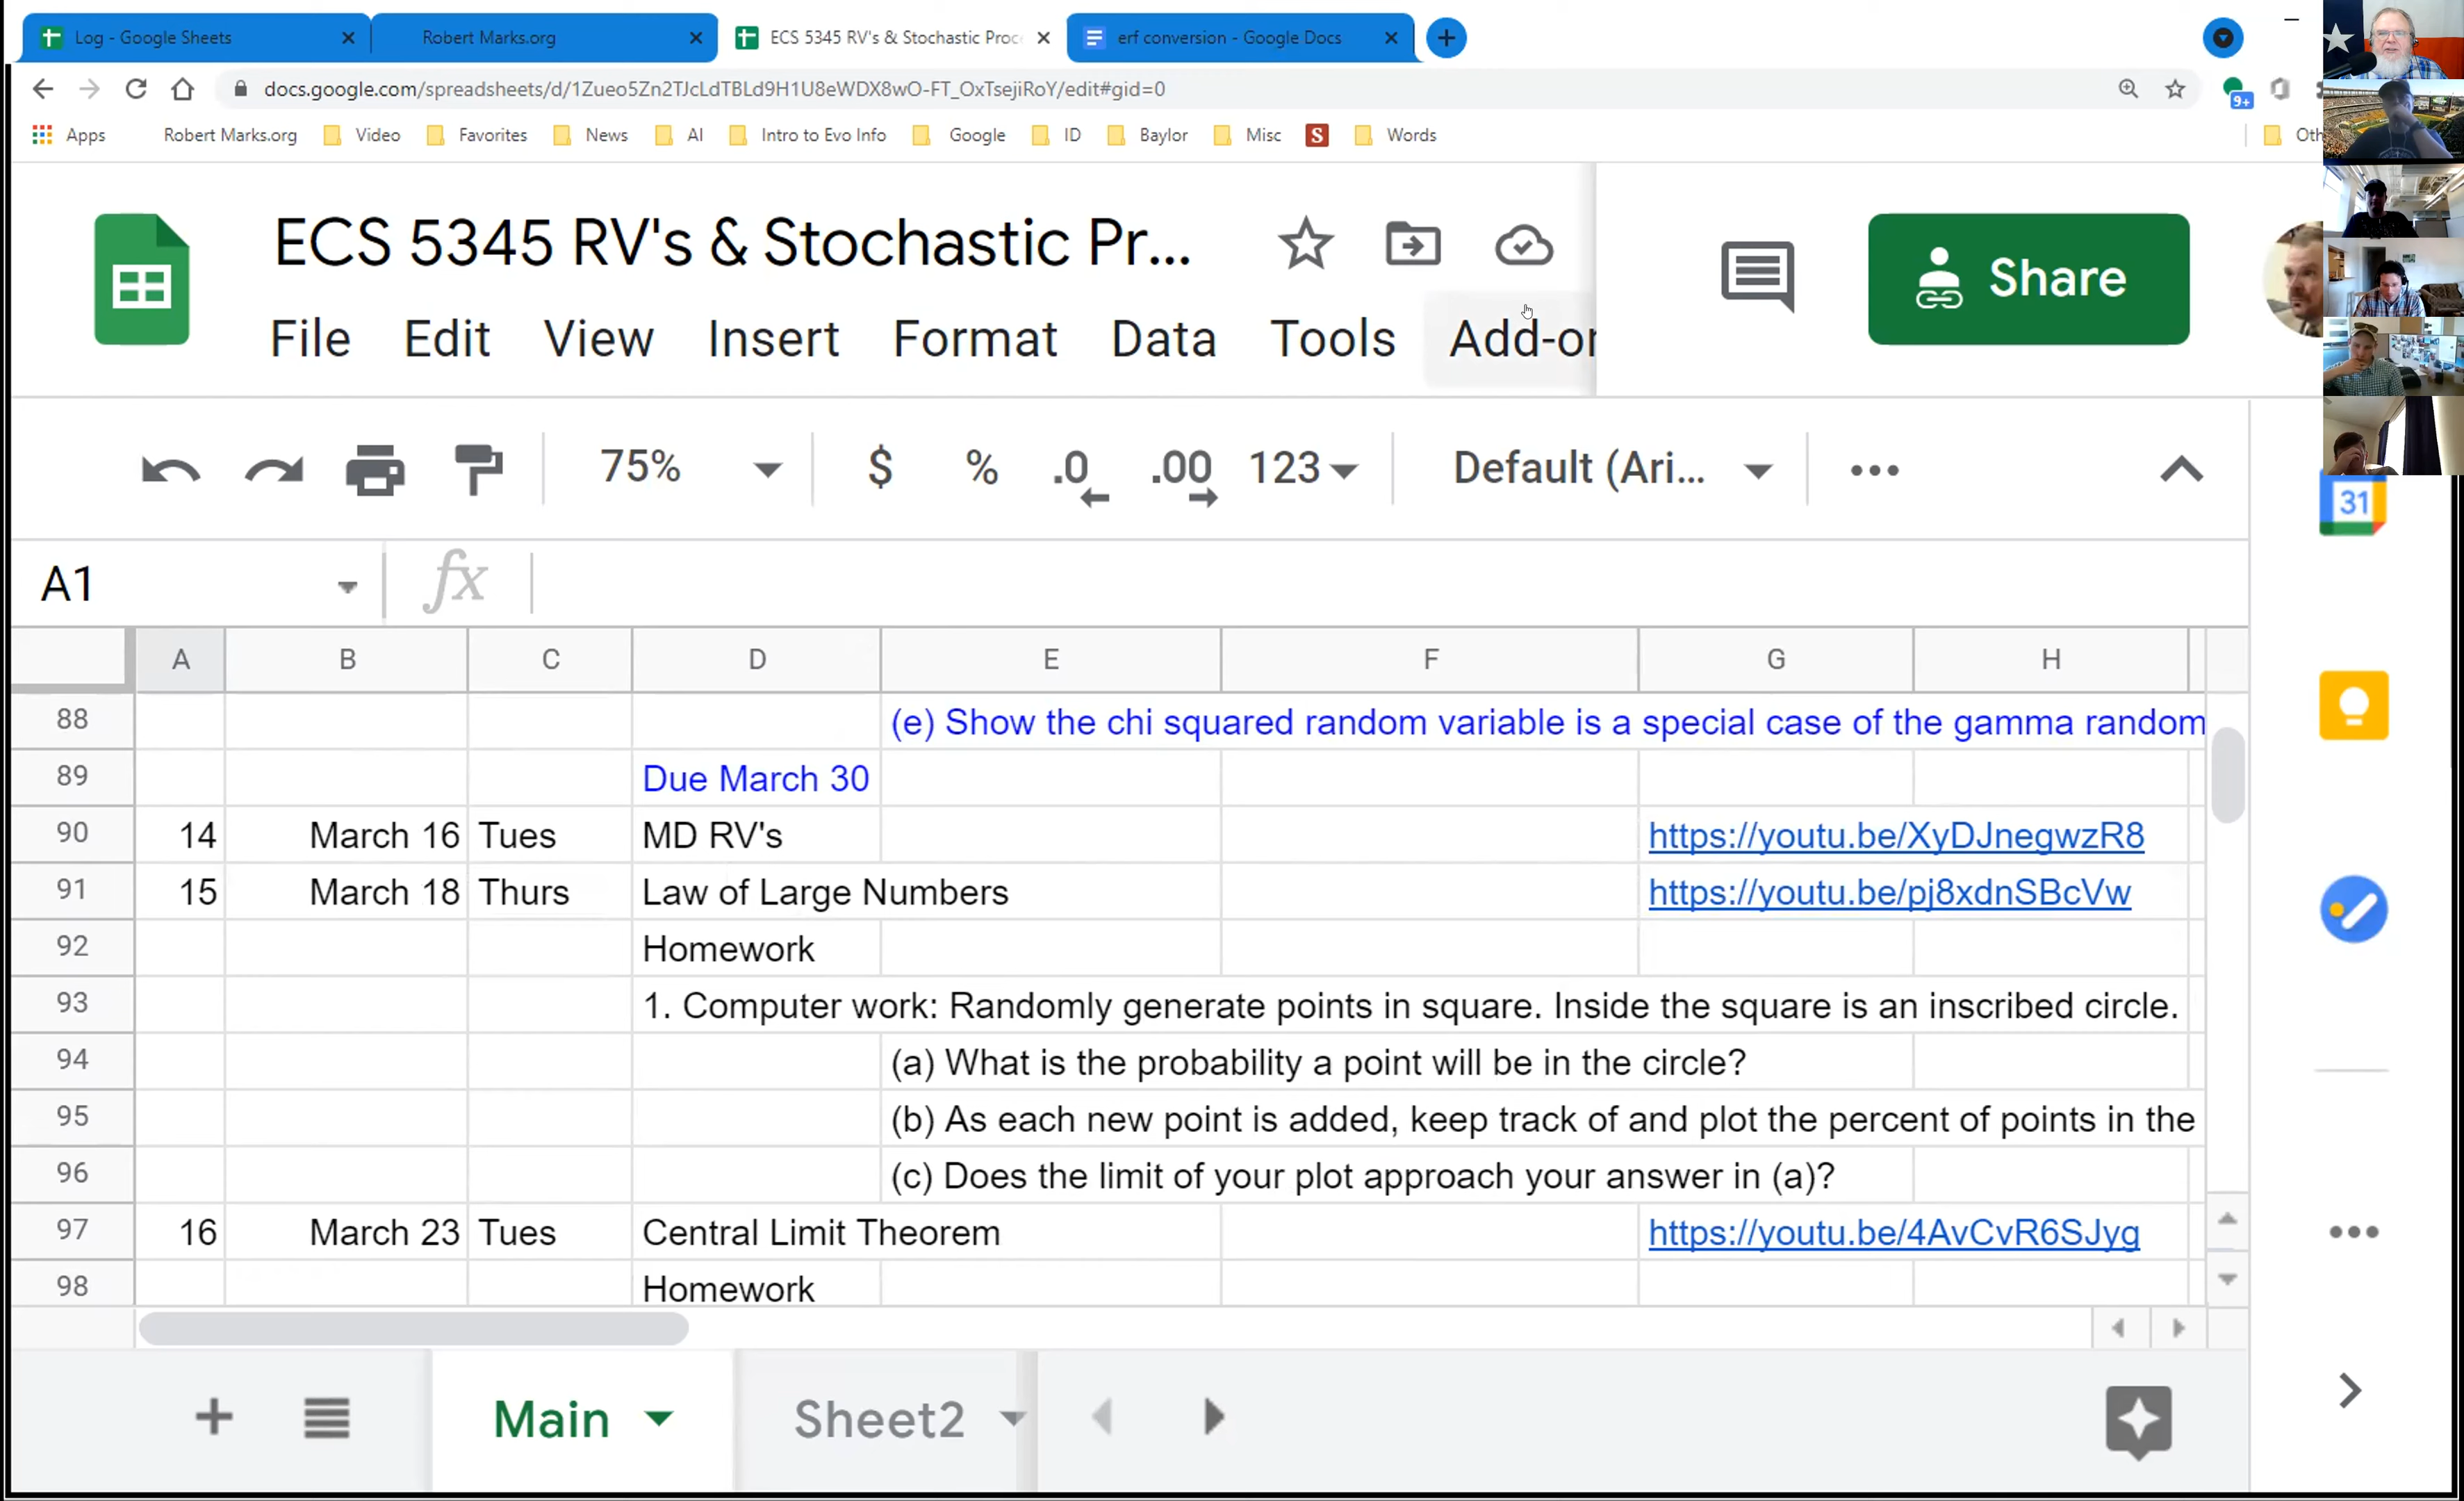 Log - Google Sheets
Robert Marks.org
ECS 5345 RV's & Stochastic Proc
erf conversion - Google Docs
docs.google.com/spreadsheets/d/1Zueo5Zn2TJcLdTBLd9H1U8eWDX8wO-FT_OxTsejiRoY/edit#gid=0
9+
Apps
Robert Marks.org
Video
Favorites
News
AI
Intro to Evo Info
Google
ID
Baylor
Misc
S
Words
Oth
ECS 5345 RV's & Stochastic Pr...
Share
File Edit View Insert Format Data Tools Add-on
75% $ % .0 .00 123 Default (Ari...
31
A1 fx
A B C D E F G H
88 (e) Show the chi squared random variable is a special case of the gamma random
89 Due March 30
90 14 March 16 Tues MD RV's https://youtu.be/XyDJnegwzR8
91 15 March 18 Thurs Law of Large Numbers https://youtu.be/pj8xdnSBcVw
92 Homework
93 1. Computer work: Randomly generate points in square. Inside the square is an inscribed circle.
94 (a) What is the probability a point will be in the circle?
95 (b) As each new point is added, keep track of and plot the percent of points in the
96 (c) Does the limit of your plot approach your answer in (a)?
97 16 March 23 Tues Central Limit Theorem https://youtu.be/4AvCvR6SJyg
98 Homework
Main Sheet2